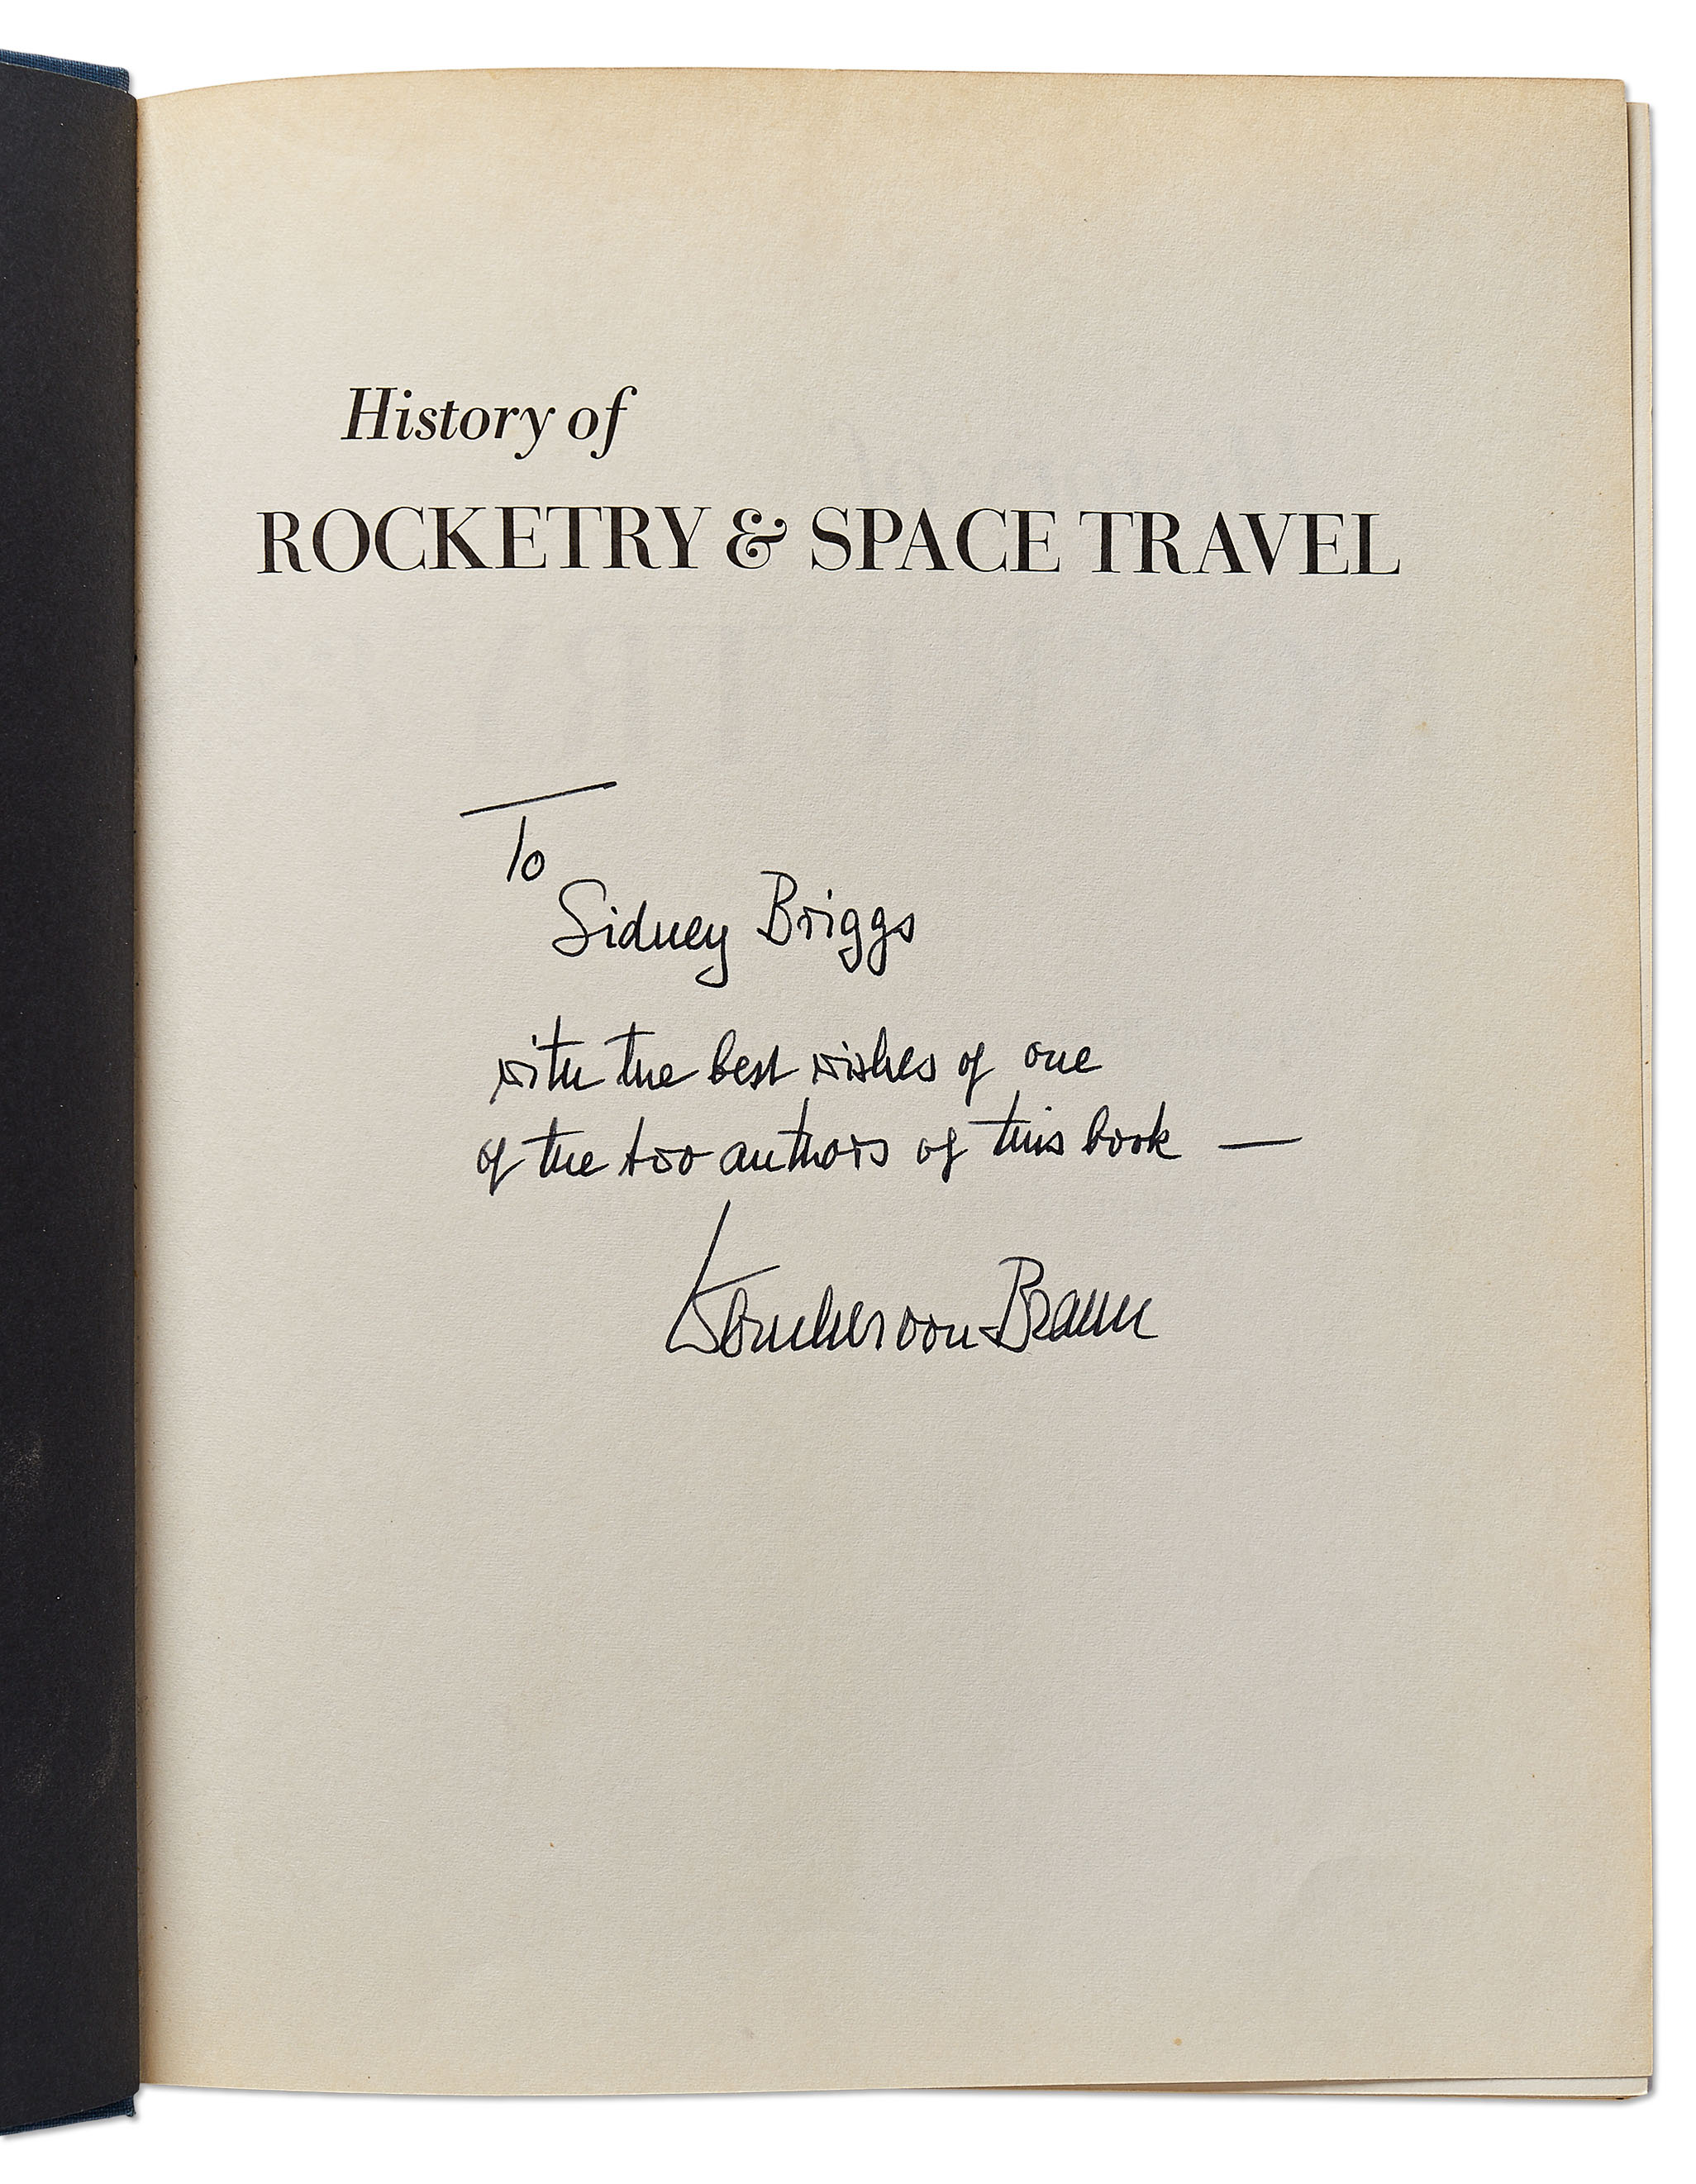 History of
ROCKETRY & SPACE TRAVEL
To
Sidney Briggs
with the best wishes of one
of the two authors of this book —
Wernher von Braun